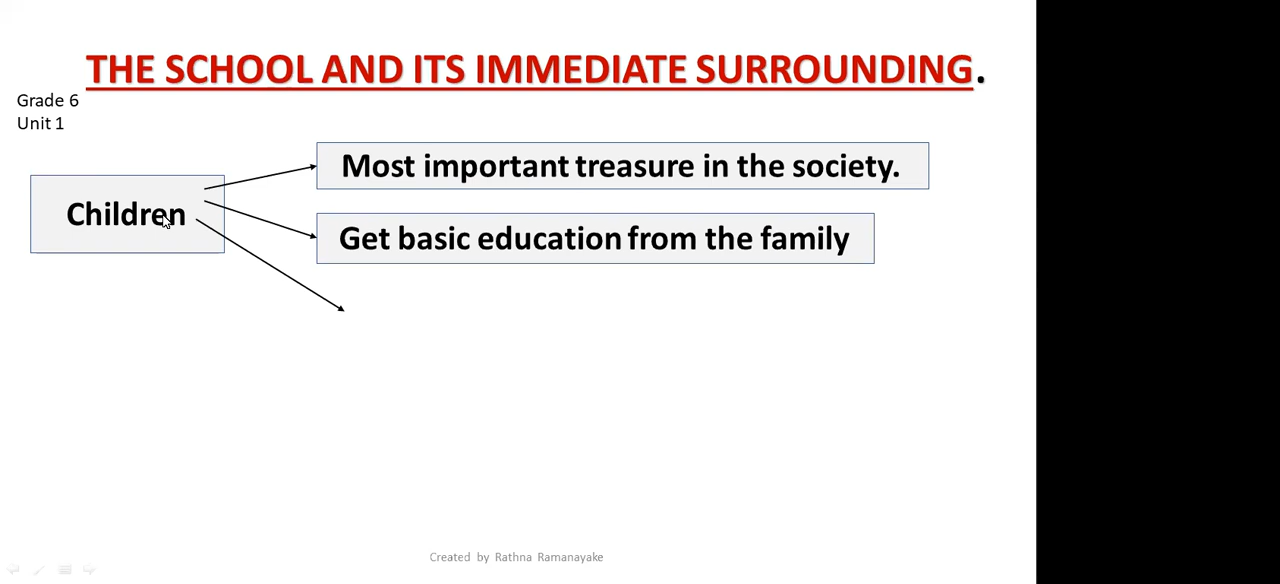 THE SCHOOL AND ITS IMMEDIATE SURROUNDING.
Grade 6
Unit 1
Most important treasure in the society.
Children
Get basic education from the family
Created by Rathna Ramanayake